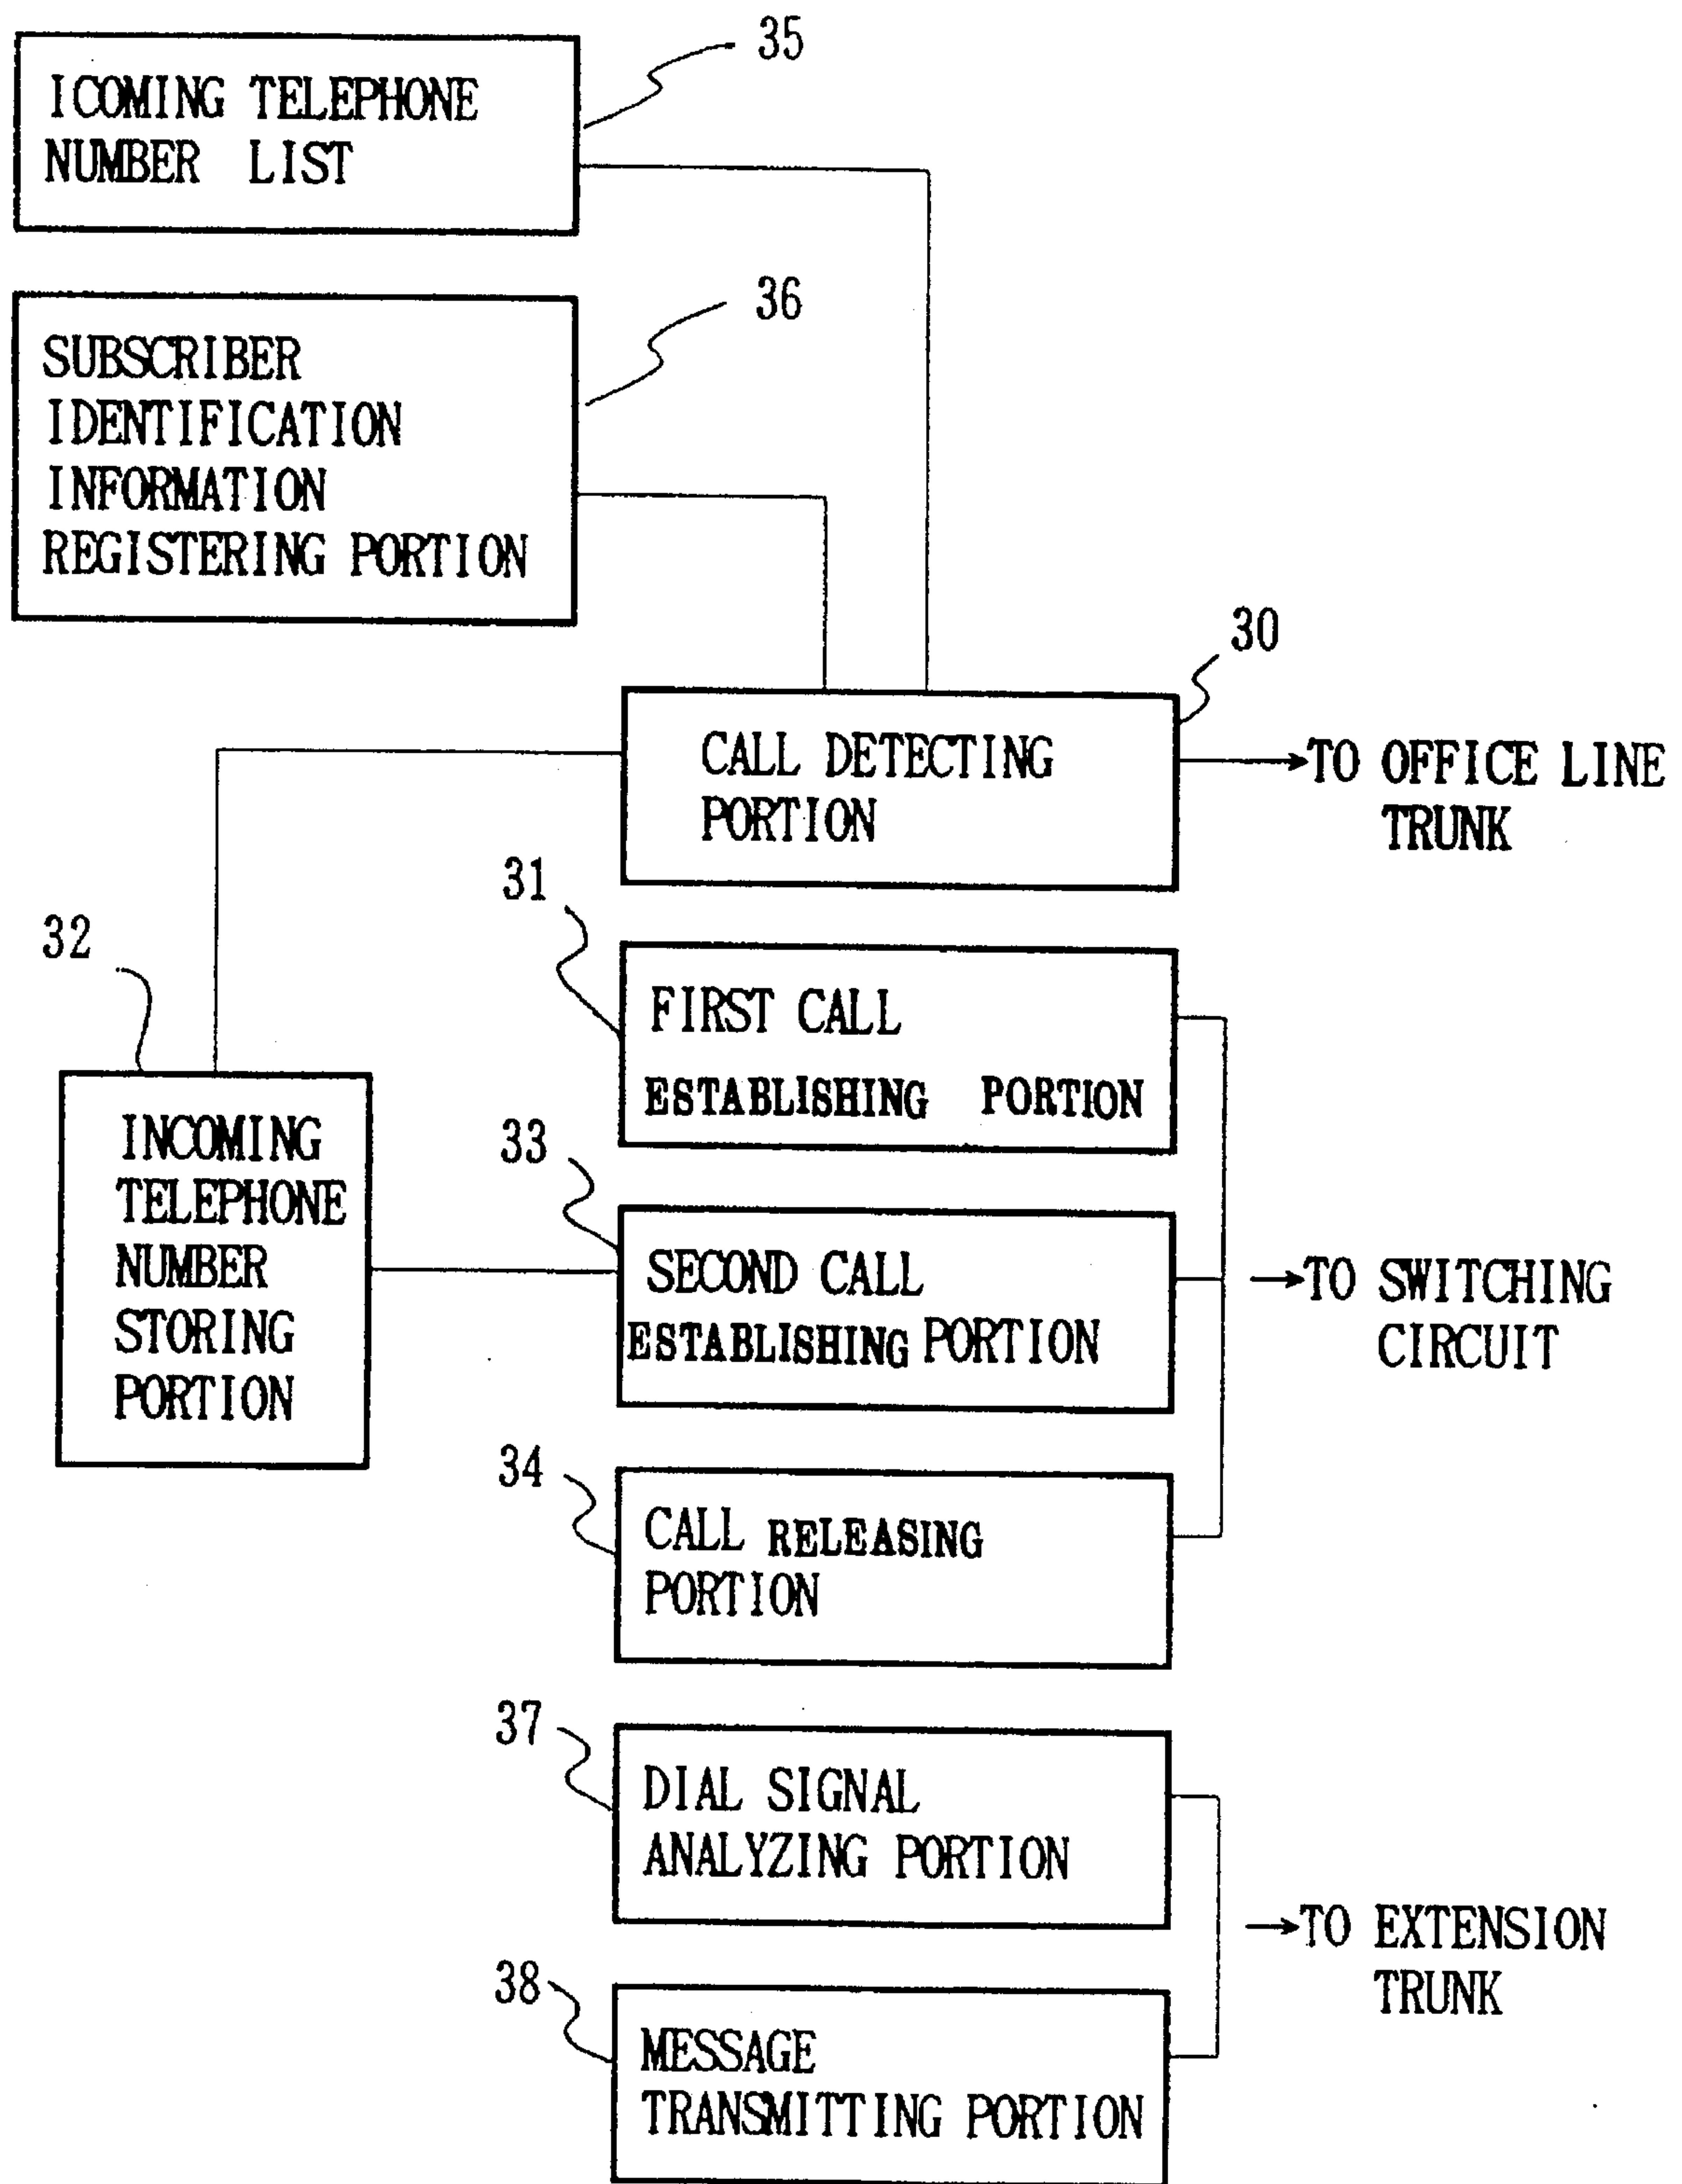 35
ICOMING TELEPHONE
NUMBER LIST
36
SUBSCRIBER
IDENTIFICATION
INFORMATION
REGISTERING PORTION
30
CALL DETECTING
PORTION
TO OFFICE LINE
TRUNK
31
FIRST CALL
ESTABLISHING PORTION
32
INCOMING
TELEPHONE
NUMBER
STORING
PORTION
33
SECOND CALL
ESTABLISHING PORTION
TO SWITCHING
CIRCUIT
34
CALL RELEASING
PORTION
37
DIAL SIGNAL
ANALYZING PORTION
TO EXTENSION
TRUNK
38
MESSAGE
TRANSMITTING PORTION